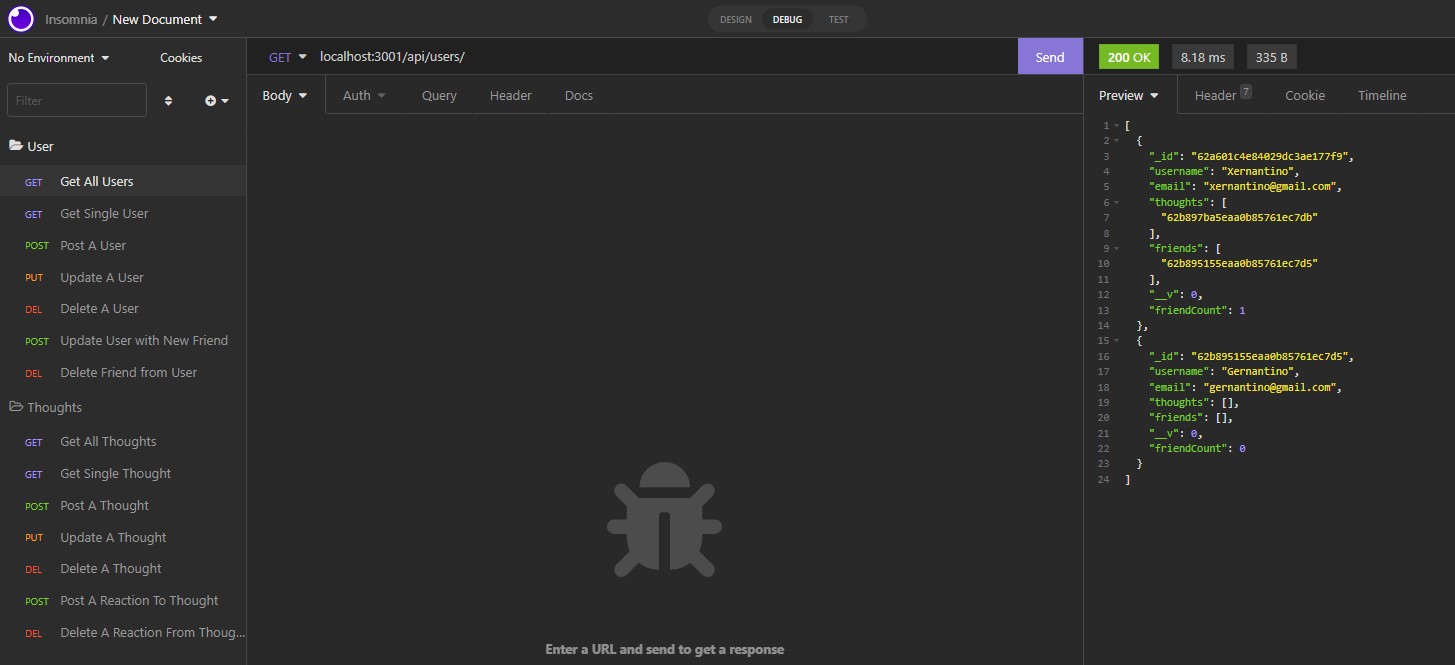 Insomnia / New Document
DESIGN DEBUG TEST
No Environment Cookies
GET localhost:3001/api/users/ Send
200 OK 8.18 ms 335 B
Filter
Body Auth Query Header Docs
Preview Header 7 Cookie Timeline
User
GET Get All Users
GET Get Single User
POST Post A User
PUT Update A User
DEL Delete A User
POST Update User with New Friend
DEL Delete Friend from User
Thoughts
GET Get All Thoughts
GET Get Single Thought
POST Post A Thought
PUT Update A Thought
DEL Delete A Thought
POST Post A Reaction To Thought
DEL Delete A Reaction From Thoug...
Enter a URL and send to get a response
1 [
2 {
3 "_id": "62a601c4e84029dc3ae177f9",
4 "username": "Xernantino",
5 "email": "xernantino@gmail.com",
6 "thoughts": [
7 "62b897ba5eaa0b85761ec7db"
8 ],
9 "friends": [
10 "62b895155eaa0b85761ec7d5"
11 ],
12 "__v": 0,
13 "friendCount": 1
14 },
15 {
16 "_id": "62b895155eaa0b85761ec7d5",
17 "username": "Gernantino",
18 "email": "gernantino@gmail.com",
19 "thoughts": [],
20 "friends": [],
21 "__v": 0,
22 "friendCount": 0
23 }
24 ]